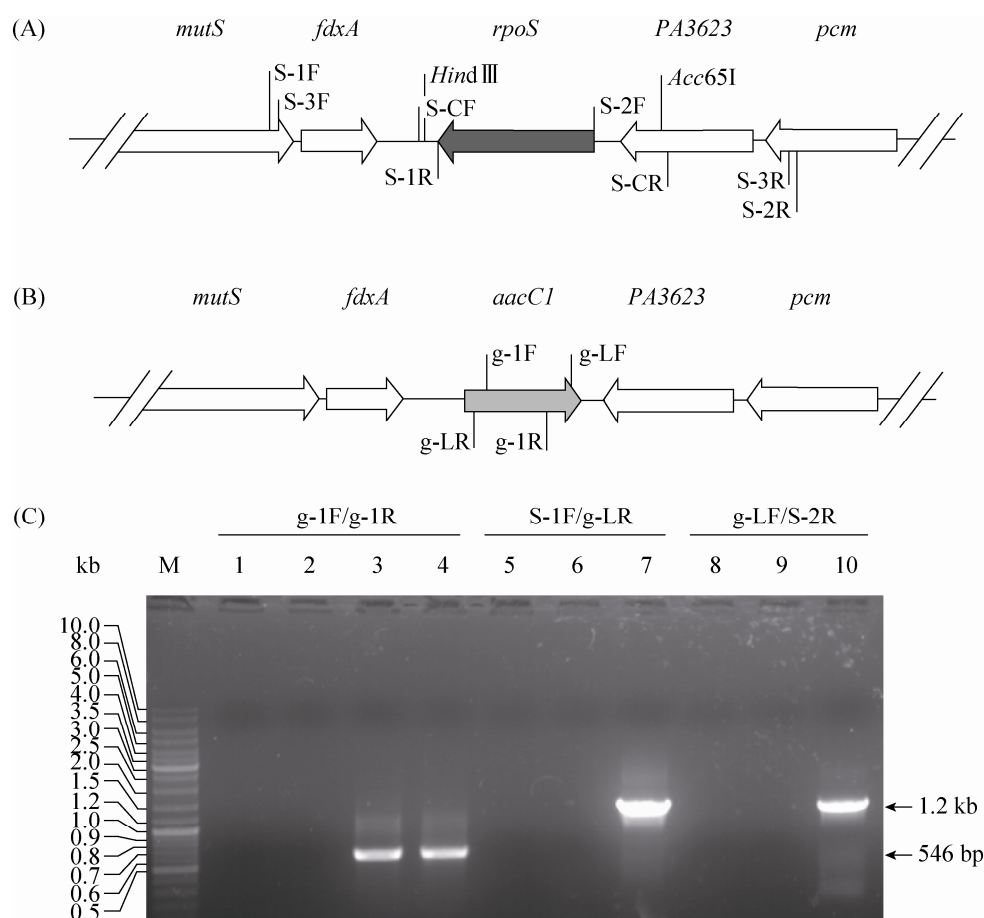 (A) mutS fdxA rpoS PA3623 pcm
S-1F HindⅢ Acc65I
S-3F S-CF S-2F
S-1R S-CR S-3R
S-2R
(B) mutS fdxA aacC1 PA3623 pcm
g-1F g-LF
g-LR g-1R
(C) g-1F/g-1R S-1F/g-LR g-LF/S-2R
kb M 1 2 3 4 5 6 7 8 9 10
10.0
8.0
6.0
5.0
4.0
3.5
3.0
2.5
2.0
1.5
1.2
1.0
0.9
0.8
0.7
0.6
0.5
1.2 kb
546 bp